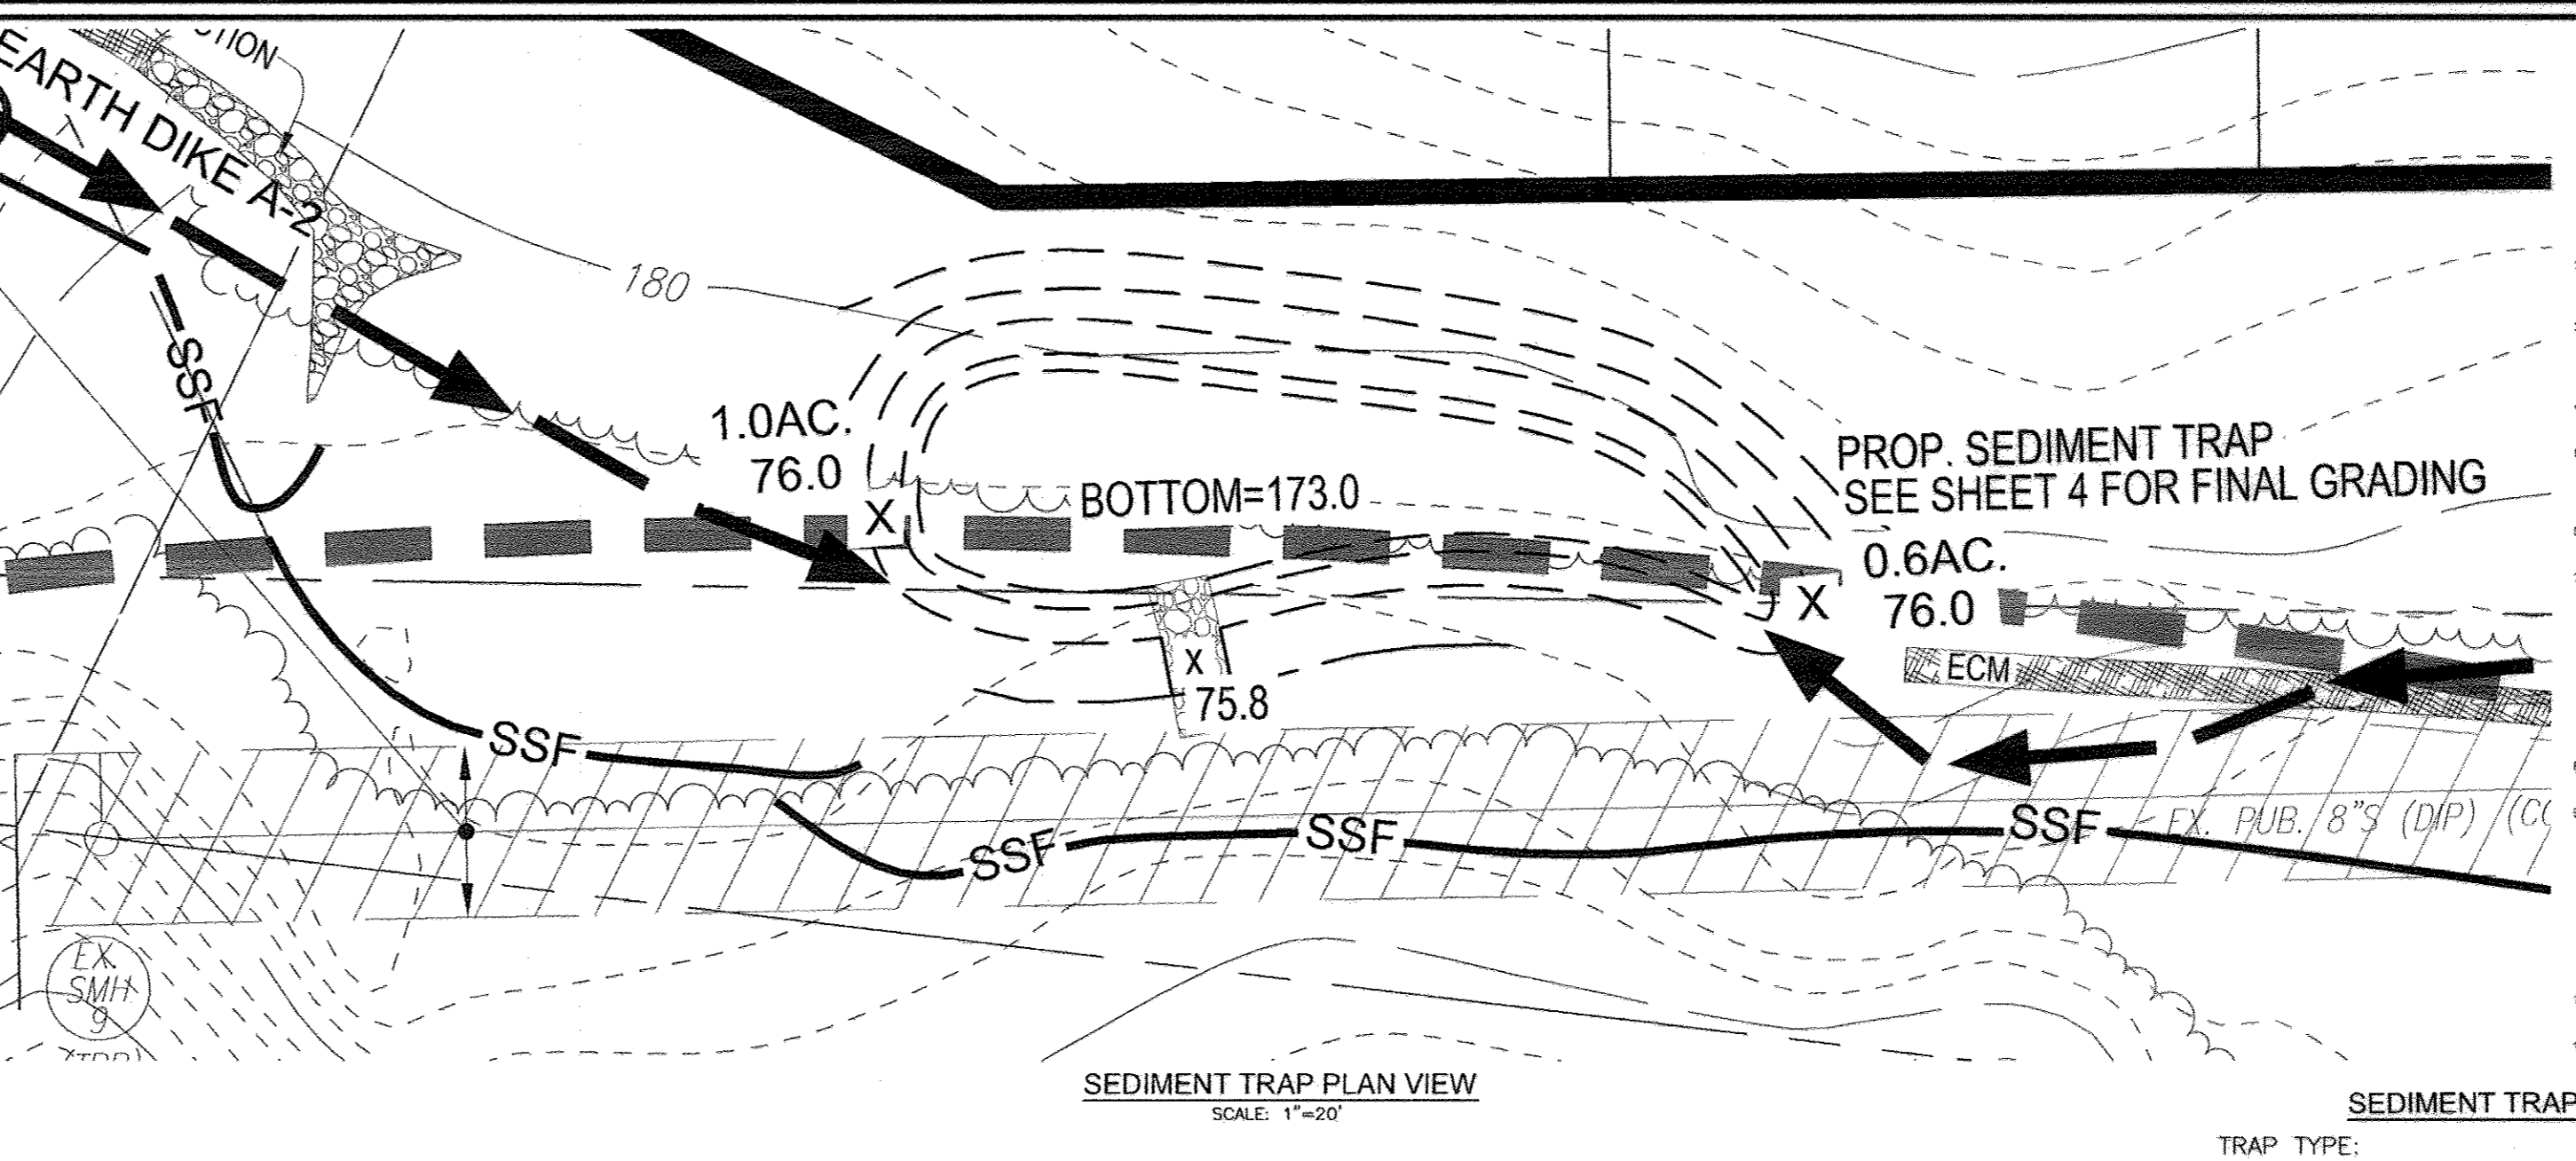 EARTH DIKE A-2
180
SSF
1.0AC.
76.0
X
BOTTOM=173.0
PROP. SEDIMENT TRAP
SEE SHEET 4 FOR FINAL GRADING
0.6AC.
76.0
X
ECM
X
75.8
SSF
SSF
SSF
SSF
EX. PUB. 8"S (DIP)
EX.
SMH
9
SEDIMENT TRAP PLAN VIEW
SCALE: 1"=20'
SEDIMENT TRAP
TRAP TYPE: